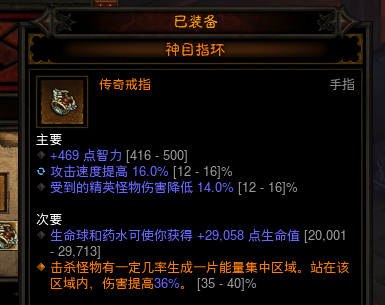 已装备
神目指环
传奇戒指 手指
主要
+469 点智力 [416 - 500]
攻击速度提高 16.0% [12 - 16]%
受到的精英怪物伤害降低 14.0% [12 - 16]%
次要
生命球和药水可使你获得 +29,058 点生命值 [20,001
- 29,713]
击杀怪物有一定几率生成一片能量集中区域。站在该
区域内，伤害提高36%。 [35 - 40]%